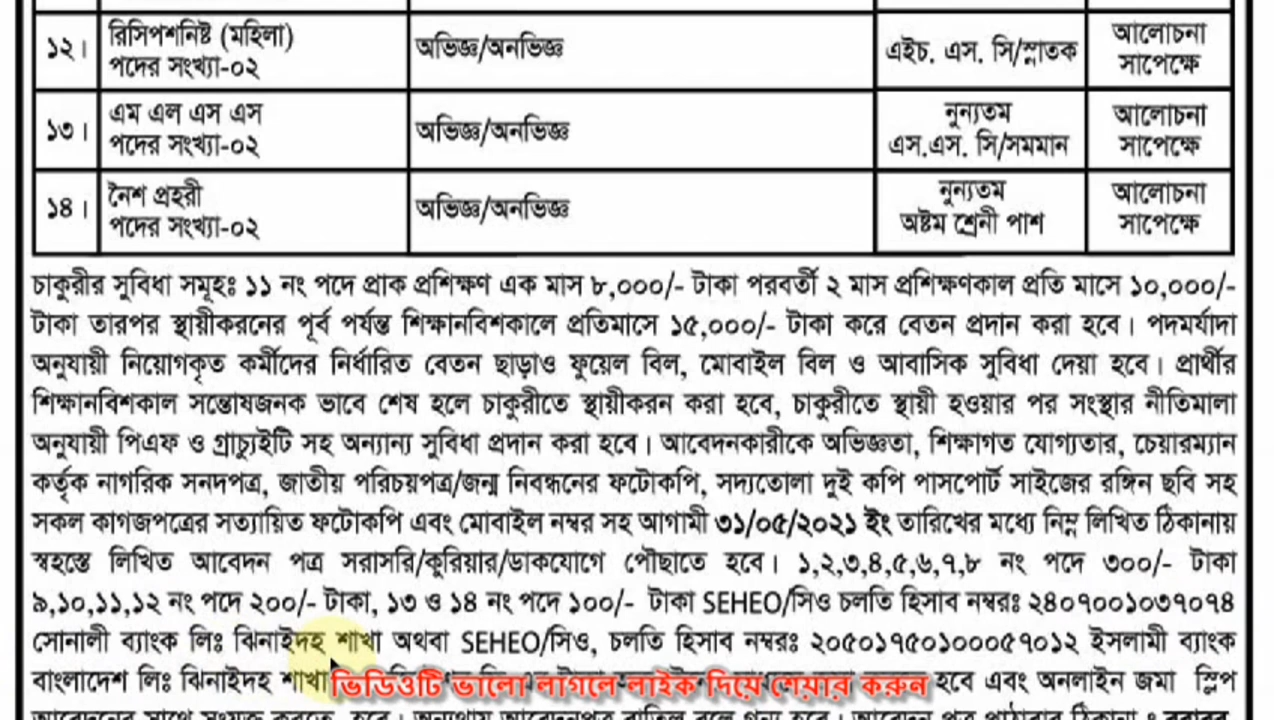 ১২। রিসিপশনিষ্ট (মহিলা) অভিজ্ঞ/অনভিজ্ঞ এইচ. এস. সি/স্নাতক আলোচনা
পদের সংখ্যা-০২ সাপেক্ষে
১৩। এম এল এস এস অভিজ্ঞ/অনভিজ্ঞ নুন্যতম আলোচনা
পদের সংখ্যা-০২ এস.এস. সি/সমমান সাপেক্ষে
১৪। নৈশ প্রহরী অভিজ্ঞ/অনভিজ্ঞ নুন্যতম আলোচনা
পদের সংখ্যা-০২ অষ্টম শ্রেনী পাশ সাপেক্ষে
চাকুরীর সুবিধা সমূহঃ ১১ নং পদে প্রাক প্রশিক্ষণ এক মাস ৮,০০০/- টাকা পরবর্তী ২ মাস প্রশিক্ষণকাল প্রতি মাসে ১০,০০০/-
টাকা তারপর স্থায়ীকরনের পূর্ব পর্যন্ত শিক্ষানবিশকালে প্রতিমাসে ১৫,০০০/- টাকা করে বেতন প্রদান করা হবে। পদমর্যাদা
অনুযায়ী নিয়োগকৃত কর্মীদের নির্ধারিত বেতন ছাড়াও ফুয়েল বিল, মোবাইল বিল ও আবাসিক সুবিধা দেয়া হবে। প্রার্থীর
শিক্ষানবিশকাল সন্তোষজনক ভাবে শেষ হলে চাকুরীতে স্থায়ীকরন করা হবে, চাকুরীতে স্থায়ী হওয়ার পর সংস্থার নীতিমালা
অনুযায়ী পিএফ ও গ্রাচ্যুইটি সহ অন্যান্য সুবিধা প্রদান করা হবে। আবেদনকারীকে অভিজ্ঞতা, শিক্ষাগত যোগ্যতার, চেয়ারম্যান
কর্তৃক নাগরিক সনদপত্র, জাতীয় পরিচয়পত্র/জন্ম নিবন্ধনের ফটোকপি, সদ্যতোলা দুই কপি পাসপোর্ট সাইজের রঙ্গিন ছবি সহ
সকল কাগজপত্রের সত্যায়িত ফটোকপি এবং মোবাইল নম্বর সহ আগামী ৩১/০৫/২০২১ ইং তারিখের মধ্যে নিম্ন লিখিত ঠিকানায়
স্বহস্তে লিখিত আবেদন পত্র সরাসরি/কুরিয়ার/ডাকযোগে পৌছাতে হবে। ১,২,৩,৪,৫,৬,৭,৮ নং পদে ৩০০/- টাকা
৯,১০,১১,১২ নং পদে ২০০/- টাকা, ১৩ ও ১৪ নং পদে ১০০/- টাকা SEHEO/সিও চলতি হিসাব নম্বরঃ ২৪০৭০০১০৩৭০৭৪
সোনালী ব্যাংক লিঃ ঝিনাইদহ শাখা অথবা SEHEO/সিও, চলতি হিসাব নম্বরঃ ২০৫০১৭৫০১০০০৫৭০১২ ইসলামী ব্যাংক
বাংলাদেশ লিঃ ঝিনাইদহ শাখা হবে এবং অনলাইন জমা স্লিপ
ভিডিওটি ভালো লাগলে লাইক দিয়ে শেয়ার করুন